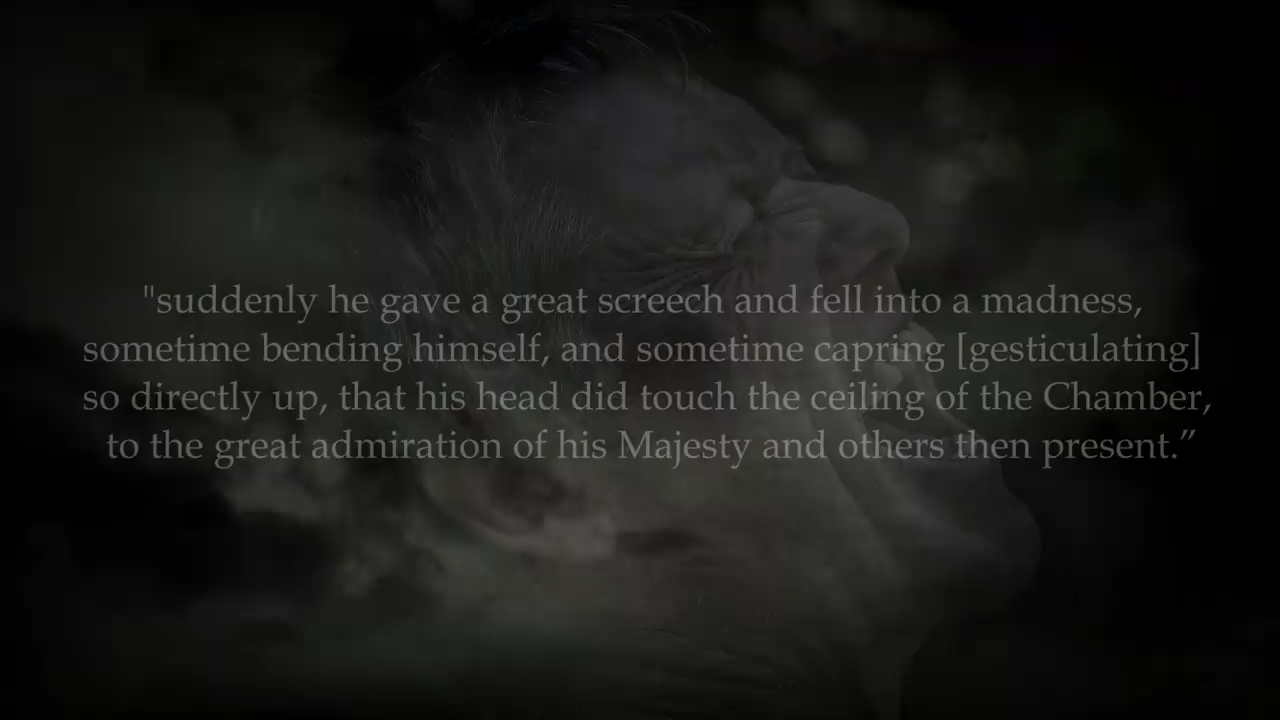 "suddenly he gave a great screech and fell into a madness,
sometime bending himself, and sometime capring [gesticulating]
so directly up, that his head did touch the ceiling of the Chamber,
to the great admiration of his Majesty and others then present.”